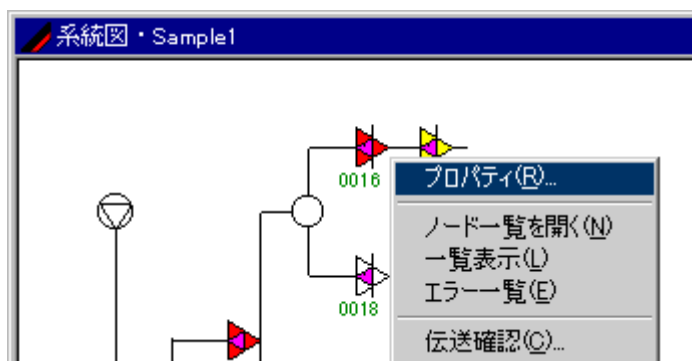 系統図・Sample1
0016
プロパティ(R)...
ノード一覧を開く(N)
一覧表示(L)
エラー一覧(E)
0018
伝送確認(C)...